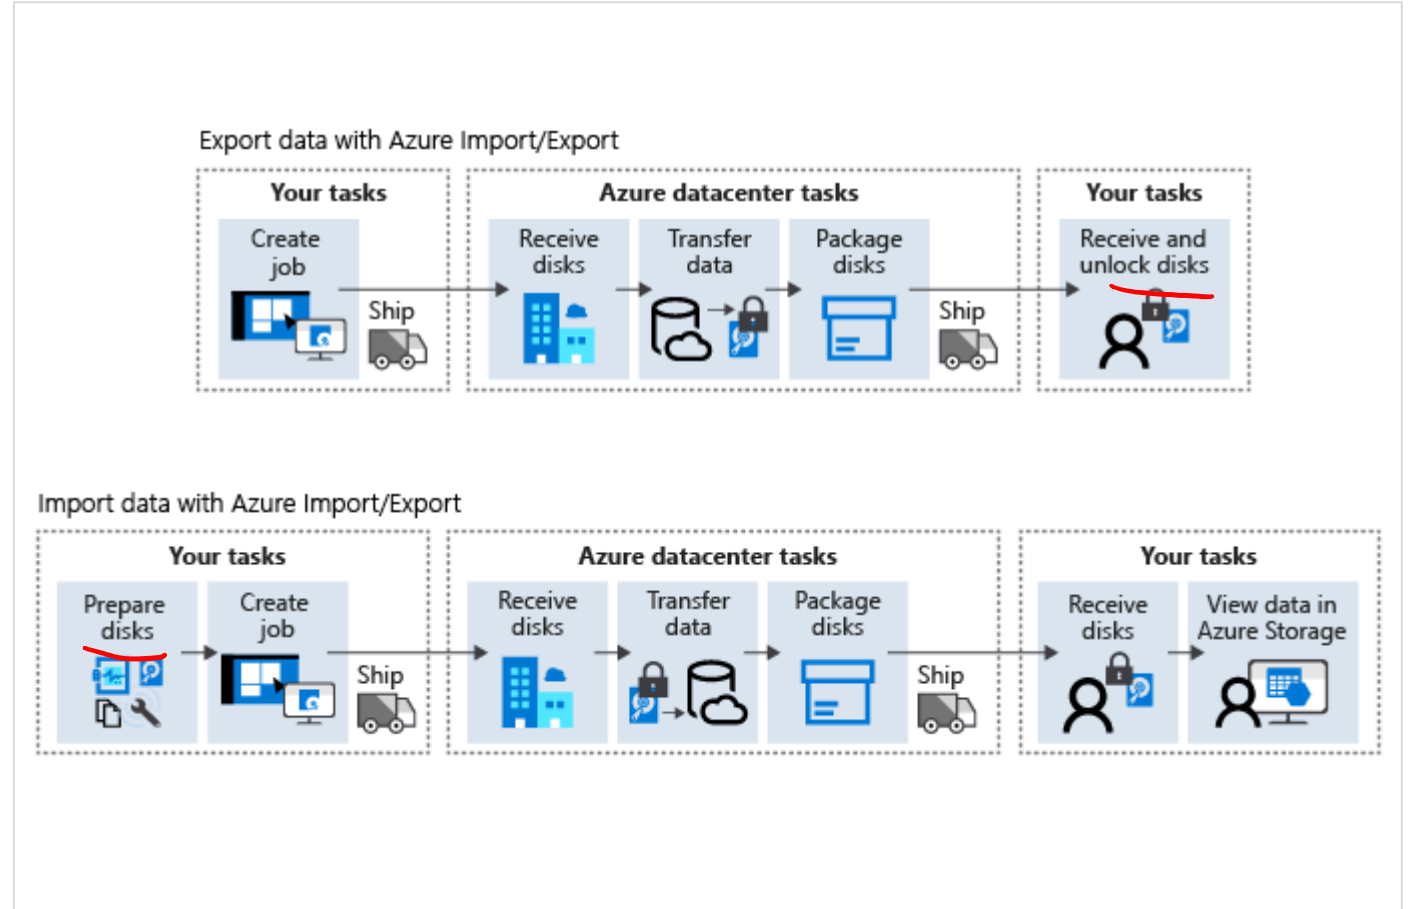 Export data with Azure Import/Export
Your tasks
Azure datacenter tasks
Your tasks
Create
job
Receive
disks
Transfer
data
Package
disks
Receive and
unlock disks
Ship
Ship
Import data with Azure Import/Export
Your tasks
Azure datacenter tasks
Your tasks
Prepare
disks
Create
job
Receive
disks
Transfer
data
Package
disks
Receive
disks
View data in
Azure Storage
Ship
Ship